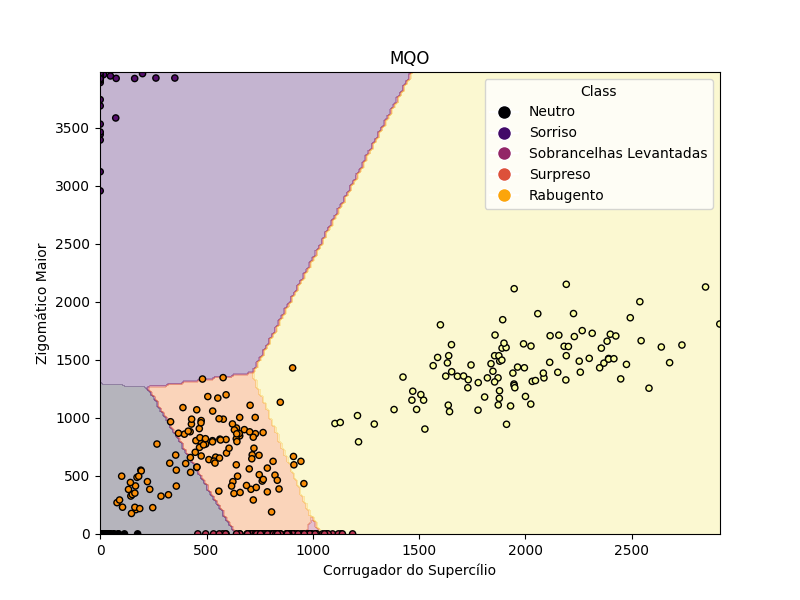 MQO
Zigomático Maior
3500
3000
2500
2000
1500
1000
500
0
Class
Neutro
Sorriso
Sobrancelhas Levantadas
Surpreso
Rabugento
0
500
1000
1500
2000
2500
Corrugador do Supercílio